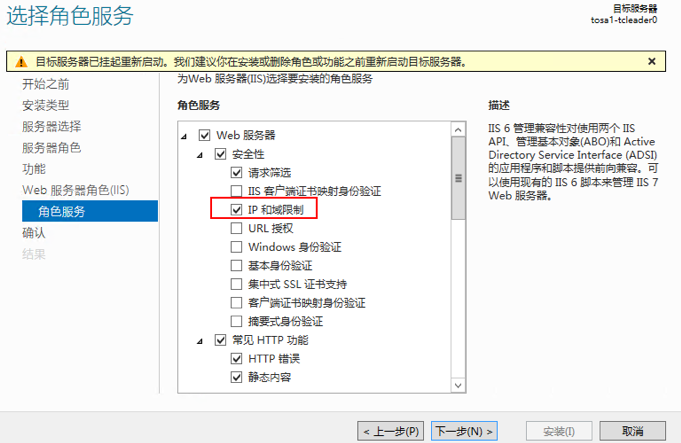 选择角色服务
目标服务器
tosa1-tcleader0
目标服务器已挂起重新启动。我们建议你在安装或删除角色或功能之前重新启动目标服务器。
开始之前
安装类型
服务器选择
服务器角色
功能
Web 服务器角色(IIS)
角色服务
确认
结果
为Web 服务器(IIS)选择要安装的角色服务
角色服务
Web 服务器
安全性
请求筛选
IIS 客户端证书映射身份验证
IP 和域限制
URL 授权
Windows 身份验证
基本身份验证
集中式 SSL 证书支持
客户端证书映射身份验证
摘要式身份验证
常见 HTTP 功能
HTTP 错误
静态内容
描述
IIS 6 管理兼容性对使用两个 IIS
API、管理基本对象(ABO)和 Active
Directory Service Interface (ADSI)
的应用程序和脚本提供前向兼容。可
以使用现有的 IIS 6 脚本来管理 IIS 7
Web 服务器。
< 上一步(P)
下一步(N) >
安装(I)
取消